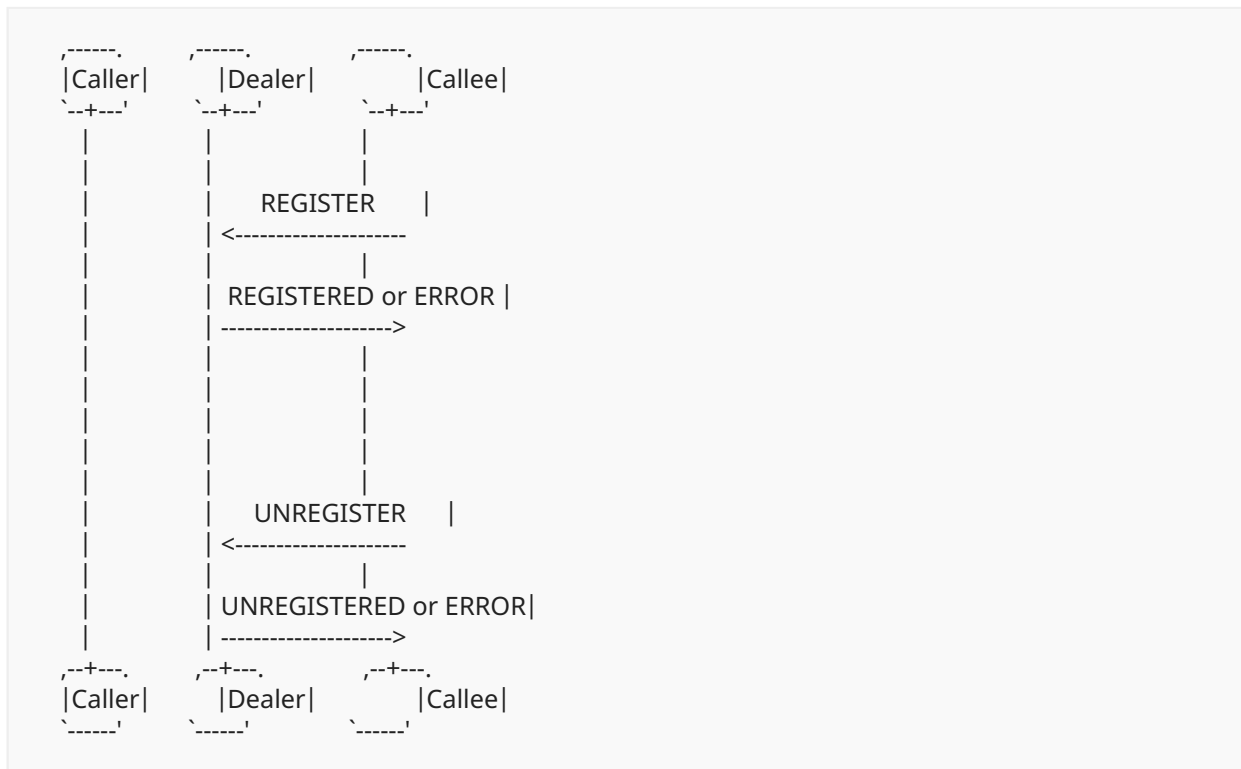 ,------.          ,------.               ,------.
|Caller|          |Dealer|               |Callee|
`--+---'          `--+---'               `--+---'
   |                 |                      |
   |                 |                      |
   |                 |       REGISTER       |
   |                 | <---------------------
   |                 |                      |
   |                 |  REGISTERED or ERROR |
   |                 | --------------------->
   |                 |                      |
   |                 |                      |
   |                 |                      |
   |                 |                      |
   |                 |                      |
   |                 |      UNREGISTER      |
   |                 | <---------------------
   |                 |                      |
   |                 | UNREGISTERED or ERROR|
   |                 | --------------------->
,--+---.          ,--+---.               ,--+---.
|Caller|          |Dealer|               |Callee|
`------'          `------'               `------'